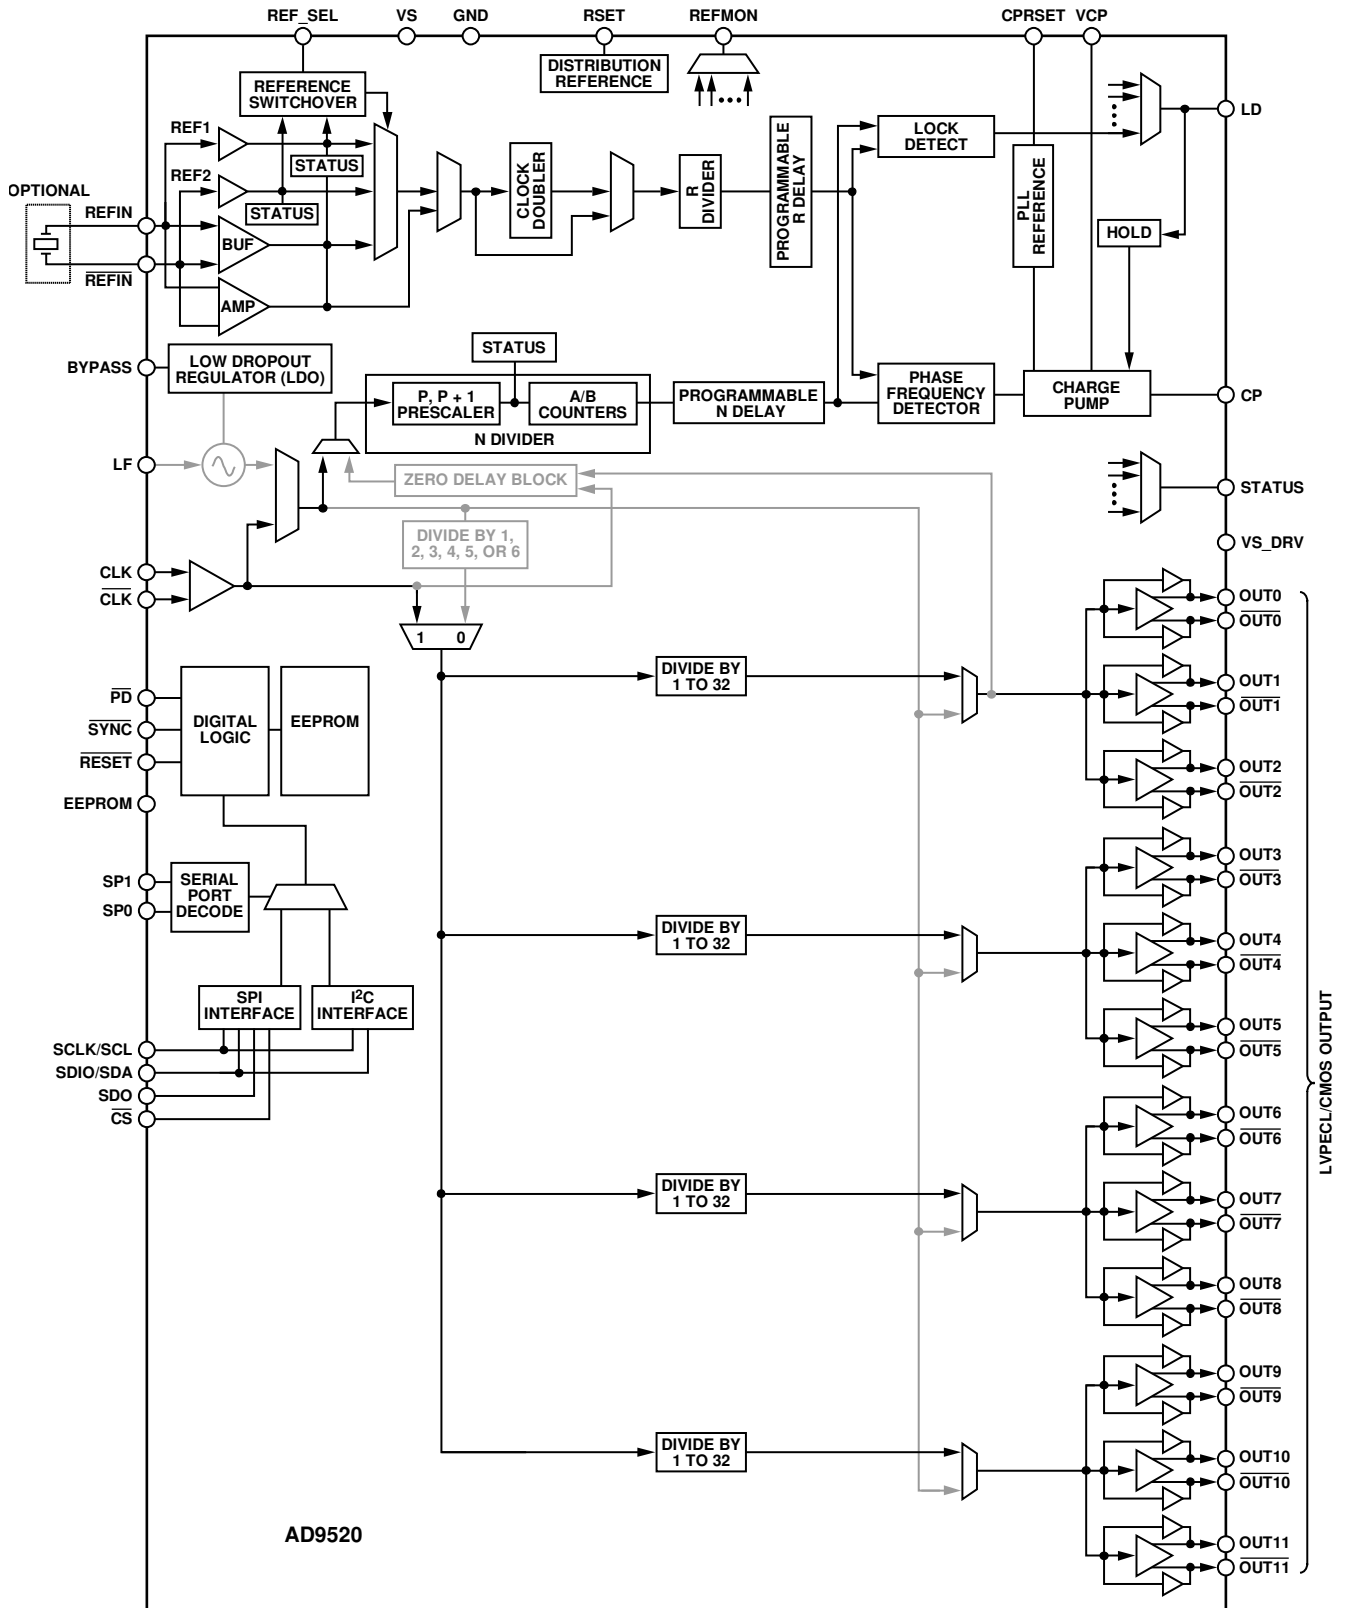 REF_SEL
VS
GND
RSET
REFMON
CPRSET
VCP
DISTRIBUTION
REFERENCE
REFERENCE
SWITCHOVER
LD
REF1
STATUS
LOCK
DETECT
PROGRAMMABLE
R DELAY
R
DIVIDER
CLOCK
DOUBLER
PLL
REFERENCE
REF2
STATUS
OPTIONAL
REFIN
BUF
HOLD
REFIN
AMP
STATUS
BYPASS
LOW DROPOUT
REGULATOR (LDO)
P, P + 1
PRESCALER
A/B
COUNTERS
N DIVIDER
PROGRAMMABLE
N DELAY
PHASE
FREQUENCY
DETECTOR
CHARGE
PUMP
CP
LF
ZERO DELAY BLOCK
STATUS
DIVIDE BY 1,
2, 3, 4, 5, OR 6
VS_DRV
CLK
CLK
1 0
OUT0
OUT0
DIVIDE BY
1 TO 32
OUT1
OUT1
PD
SYNC
RESET
DIGITAL
LOGIC
EEPROM
OUT2
OUT2
EEPROM
OUT3
OUT3
SP1
SP0
SERIAL
PORT
DECODE
DIVIDE BY
1 TO 32
OUT4
OUT4
SPI
INTERFACE
I2C
INTERFACE
OUT5
OUT5
SCLK/SCL
SDIO/SDA
SDO
CS
LVPECL/CMOS OUTPUT
OUT6
OUT6
DIVIDE BY
1 TO 32
OUT7
OUT7
OUT8
OUT8
OUT9
OUT9
DIVIDE BY
1 TO 32
OUT10
OUT10
AD9520
OUT11
OUT11